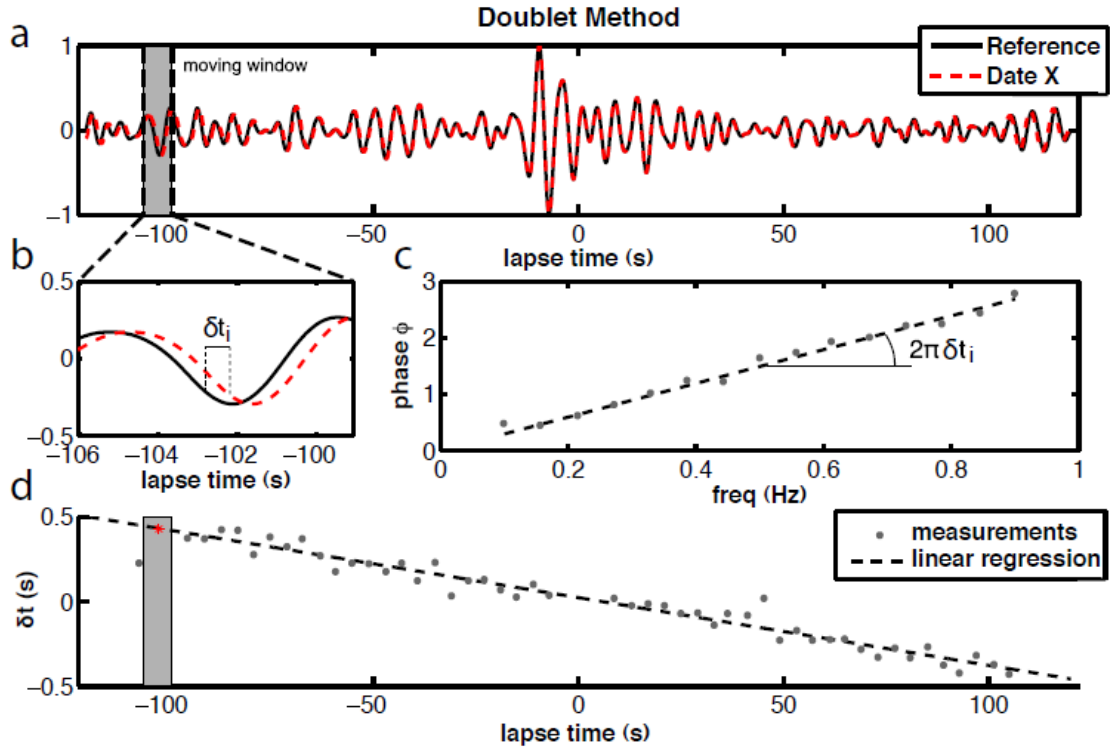 Doublet Method
a
moving window
Reference
Date X
1
0
−1
−100
−50
0
50
100
lapse time (s)
b
0.5
0
−0.5
δtᵢ
−106
−104
−102
−100
lapse time (s)
c
phase ϕ
3
2
1
0
2π δtᵢ
0
0.2
0.4
0.6
0.8
1
freq (Hz)
d
δt (s)
0.5
0
−0.5
measurements
linear regression
−100
−50
0
50
100
lapse time (s)